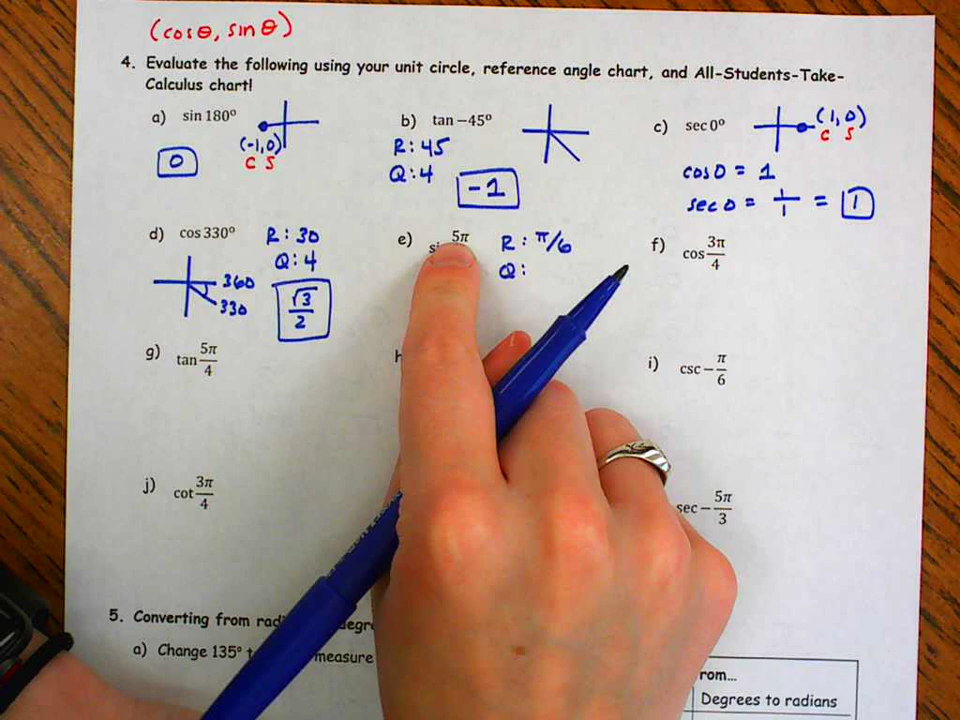 (cosθ, sin θ)
4. Evaluate the following using your unit circle, reference angle chart, and All-Students-Take-
Calculus chart!
a) sin 180°
(-1,0)
C S
0
b) tan −45°
R: 45
Q: 4
-1
c) sec 0°
(1,0)
C S
cos 0 = 1
sec 0 = 1/1 = 1
d) cos 330°
R: 30
Q: 4
360
330
√3/2
e) 5π
R: π/6
Q:
f) cos 3π/4
g) tan 5π/4
i) csc − π/6
j) cot 3π/4
sec − 5π/3
5. Converting from
a) Change 135° measure
rom...
Degrees to radians